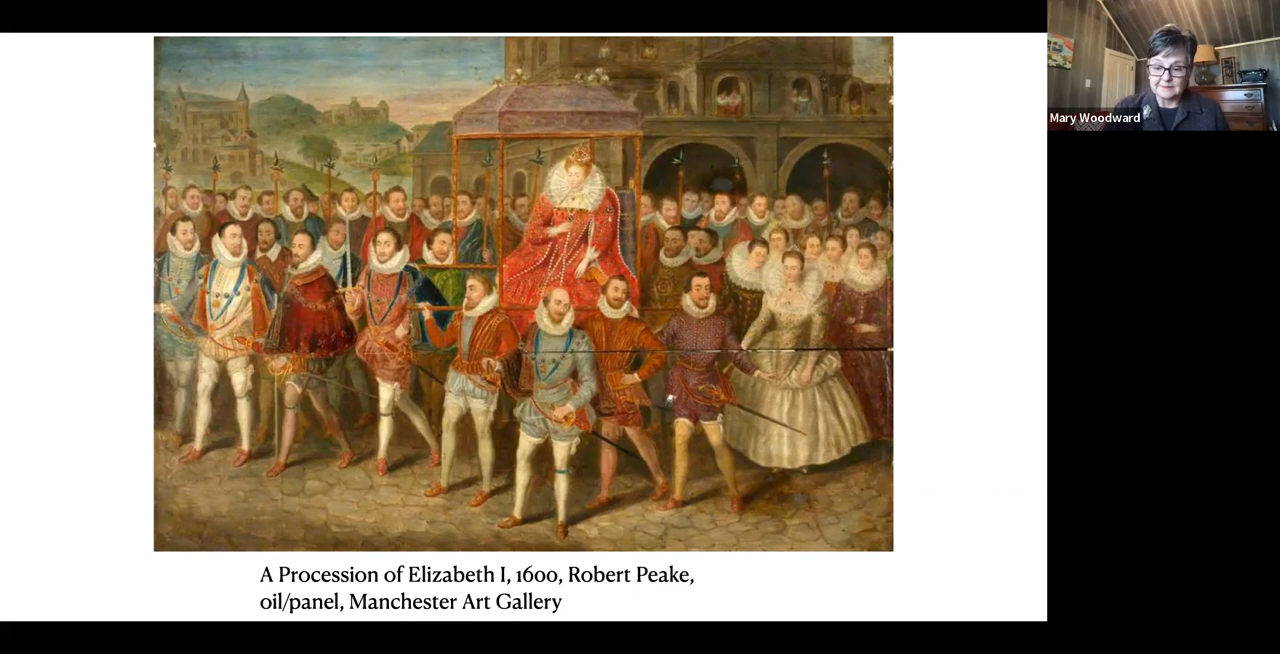 Mary Woodward
A Procession of Elizabeth I, 1600, Robert Peake,
oil/panel, Manchester Art Gallery